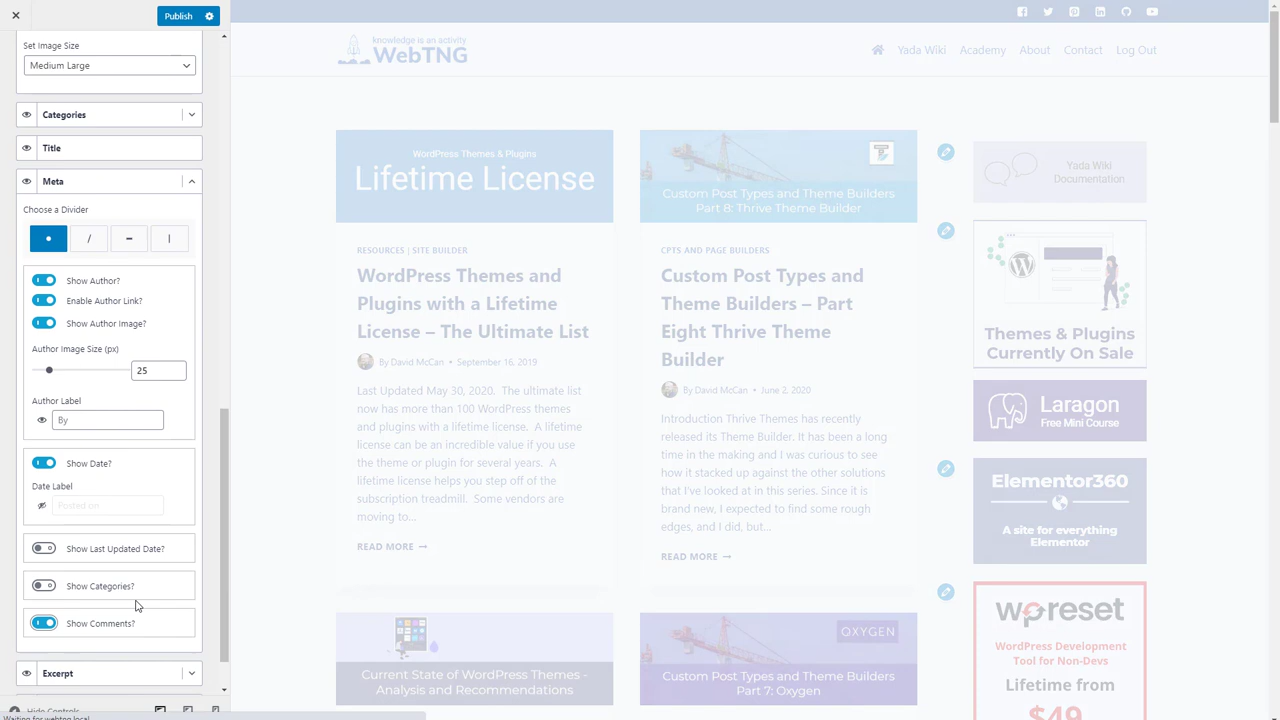 Publish
Set Image Size
Medium Large
Categories
Title
Meta
Choose a Divider
Show Author?
Enable Author Link?
Show Author Image?
Author Image Size (px)
25
Author Label
By
Show Date?
Date Label
Posted on
Show Last Updated Date?
Show Categories?
Show Comments?
Excerpt
Hide Controls
Waiting for webtng.local
knowledge is an activity
WebTNG
Yada Wiki
Academy
About
Contact
Log Out
WordPress Themes & Plugins
Lifetime License
RESOURCES | SITE BUILDER
WordPress Themes and
Plugins with a Lifetime
License – The Ultimate List
By David McCan • September 16, 2019
Last Updated May 30, 2020.  The ultimate list
now has more than 100 WordPress themes
and plugins with a lifetime license.  A lifetime
license can be an incredible value if you use
the theme or plugin for several years.  A
lifetime license helps you step off of the
subscription treadmill.  Some vendors are
moving to...
READ MORE →
Custom Post Types and Theme Builders
Part 8: Thrive Theme Builder
CPTS AND PAGE BUILDERS
Custom Post Types and
Theme Builders – Part
Eight Thrive Theme
Builder
By David McCan • June 2, 2020
Introduction Thrive Themes has recently
released its Theme Builder. It has been a long
time in the making and I was curious to see
how it stacked up against the other solutions
that I've looked at in this series. Since it is
brand new, I expected to find some rough
edges, and I did, but...
READ MORE →
Current State of WordPress Themes -
Analysis and Recommendations
OXYGEN
Custom Post Types and Theme Builders
Part 7: Oxygen
Yada Wiki
Documentation
Themes & Plugins
Currently On Sale
Laragon
Free Mini Course
Elementor360
A site for everything
Elementor
wpreset
WordPress Development
Tool for Non-Devs
Lifetime from
$49